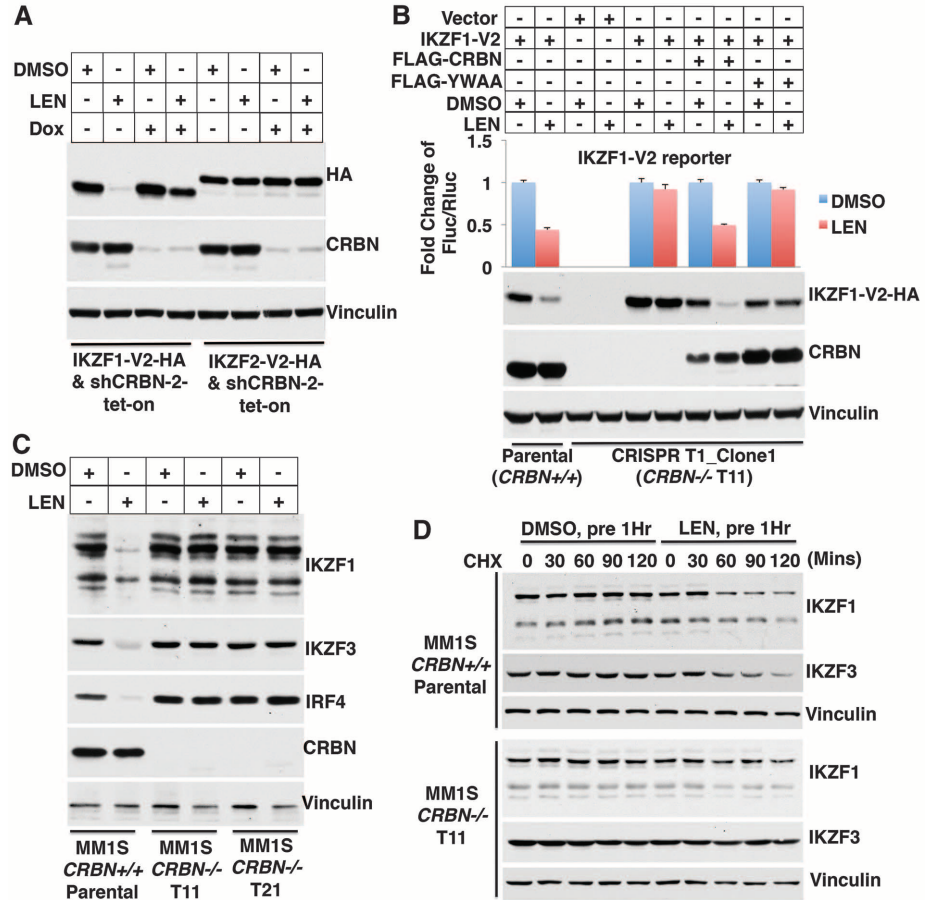 A
DMSO + - + - + - + -
LEN - + - + - + - +
Dox - - + + - - + +
HA
CRBN
Vinculin
IKZF1-V2-HA
& shCRBN-2-
tet-on
IKZF2-V2-HA
& shCRBN-2-
tet-on
B
Vector - - + + - - - - - -
IKZF1-V2 + + - - + + + + + +
FLAG-CRBN - - - - - - + + - -
FLAG-YWAA - - - - - - - - + +
DMSO + - + - + - + - + -
LEN - + - + - + - + - +
IKZF1-V2 reporter
Fold Change of
Fluc/Rluc
1.5
1
0.5
0
DMSO
LEN
IKZF1-V2-HA
CRBN
Vinculin
Parental
(CRBN+/+)
CRISPR T1_Clone1
(CRBN-/- T11)
C
DMSO + - + - + -
LEN - + - + - +
IKZF1
IKZF3
IRF4
CRBN
Vinculin
MM1S
CRBN+/+
Parental
MM1S
CRBN-/-
T11
MM1S
CRBN-/-
T21
D
DMSO, pre 1Hr LEN, pre 1Hr
CHX 0 30 60 90 120 0 30 60 90 120 (Mins)
MM1S
CRBN+/+
Parental
IKZF1
IKZF3
Vinculin
MM1S
CRBN-/-
T11
IKZF1
IKZF3
Vinculin